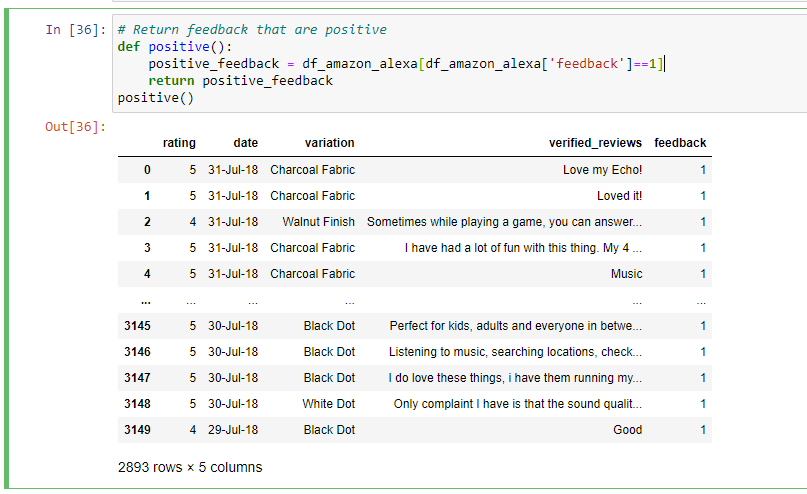 In [36]: # Return feedback that are positive
def positive():
    positive_feedback = df_amazon_alexa[df_amazon_alexa['feedback']==1]
    return positive_feedback
positive()
Out[36]:
rating date variation verified_reviews feedback
0 5 31-Jul-18 Charcoal Fabric Love my Echo! 1
1 5 31-Jul-18 Charcoal Fabric Loved it! 1
2 4 31-Jul-18 Walnut Finish Sometimes while playing a game, you can answer... 1
3 5 31-Jul-18 Charcoal Fabric I have had a lot of fun with this thing. My 4 ... 1
4 5 31-Jul-18 Charcoal Fabric Music 1
... ... ... ... ... ...
3145 5 30-Jul-18 Black Dot Perfect for kids, adults and everyone in betwe... 1
3146 5 30-Jul-18 Black Dot Listening to music, searching locations, check... 1
3147 5 30-Jul-18 Black Dot I do love these things, i have them running my... 1
3148 5 30-Jul-18 White Dot Only complaint I have is that the sound qualit... 1
3149 4 29-Jul-18 Black Dot Good 1
2893 rows × 5 columns